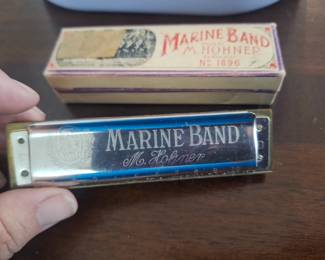 MARINE BAND
M. HOHNER
No 1896
MARINE BAND
M. Hohner